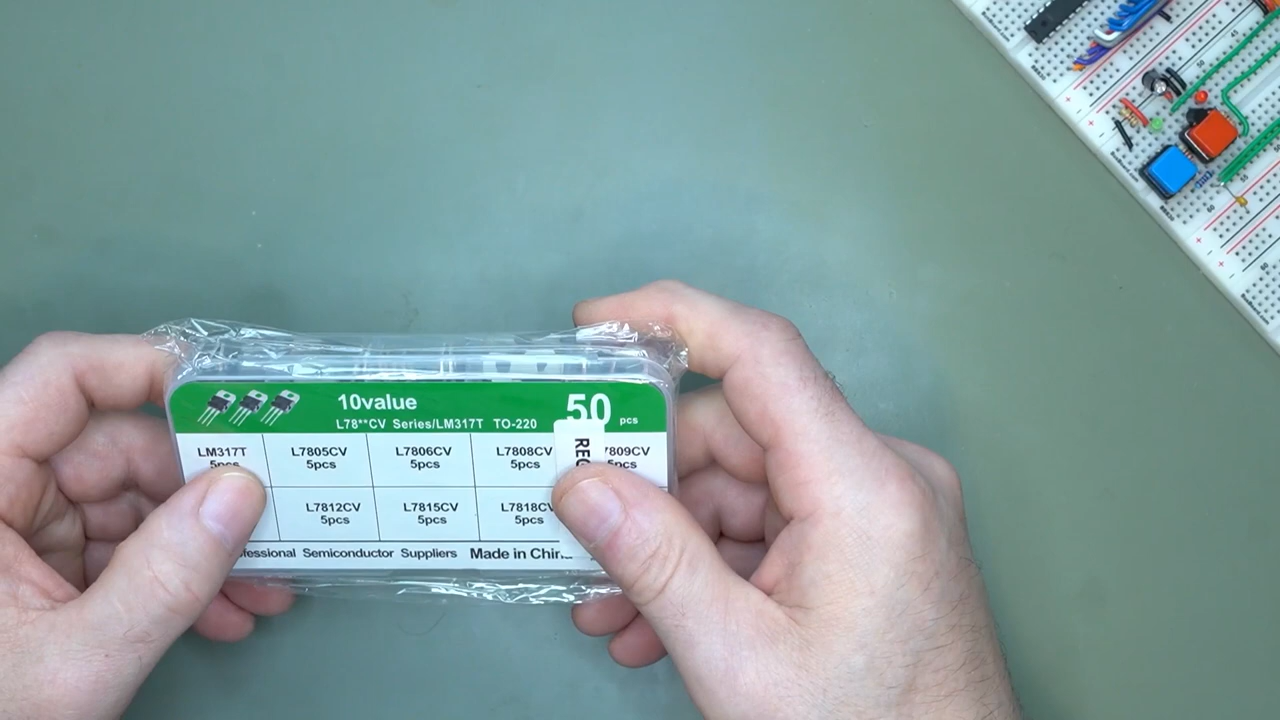 10value
50 pcs
L78**CV Series/LM317T TO-220
LM317T L7805CV L7806CV L7808CV 7809CV
5pcs 5pcs 5pcs 5pcs 5pcs
REG
L7812CV L7815CV L7818CV
5pcs 5pcs 5pcs
fessional Semiconductor Suppliers Made in Chin